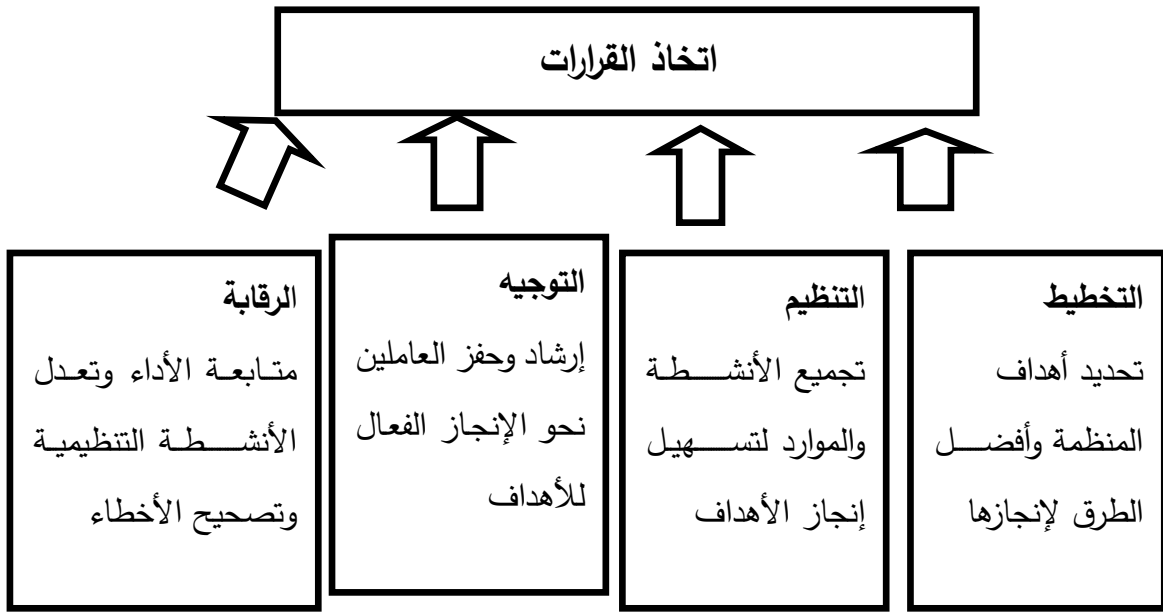 اتخاذ القرارات
التخطيط
تحديد أهداف
المنظمة وأفضل
الطرق لإنجازها
التنظيم
تجميع الأنشطة
والموارد لتسهيل
إنجاز الأهداف
التوجيه
إرشاد وحفز العاملين
نحو الإنجاز الفعال
للأهداف
الرقابة
متابعة الأداء وتعدل
الأنشطة التنظيمية
وتصحيح الأخطاء